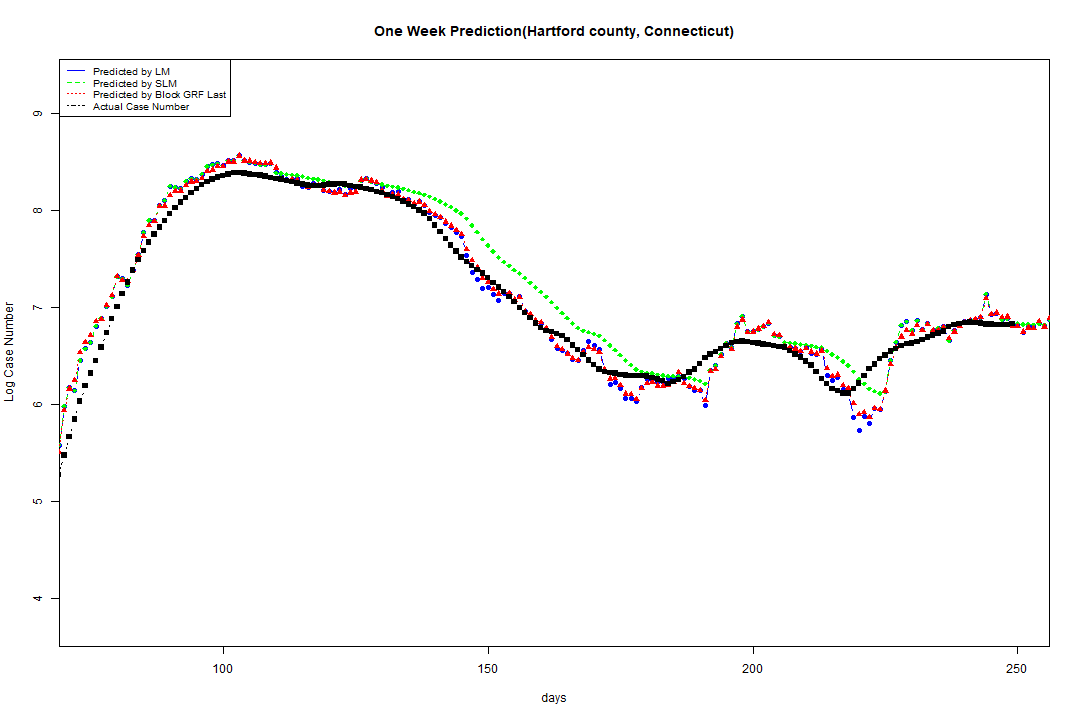 One Week Prediction(Hartford county, Connecticut)
Predicted by LM
Predicted by SLM
Predicted by Block GRF Last
Actual Case Number
Log Case Number
9
8
7
6
5
4
100 150 200 250
days